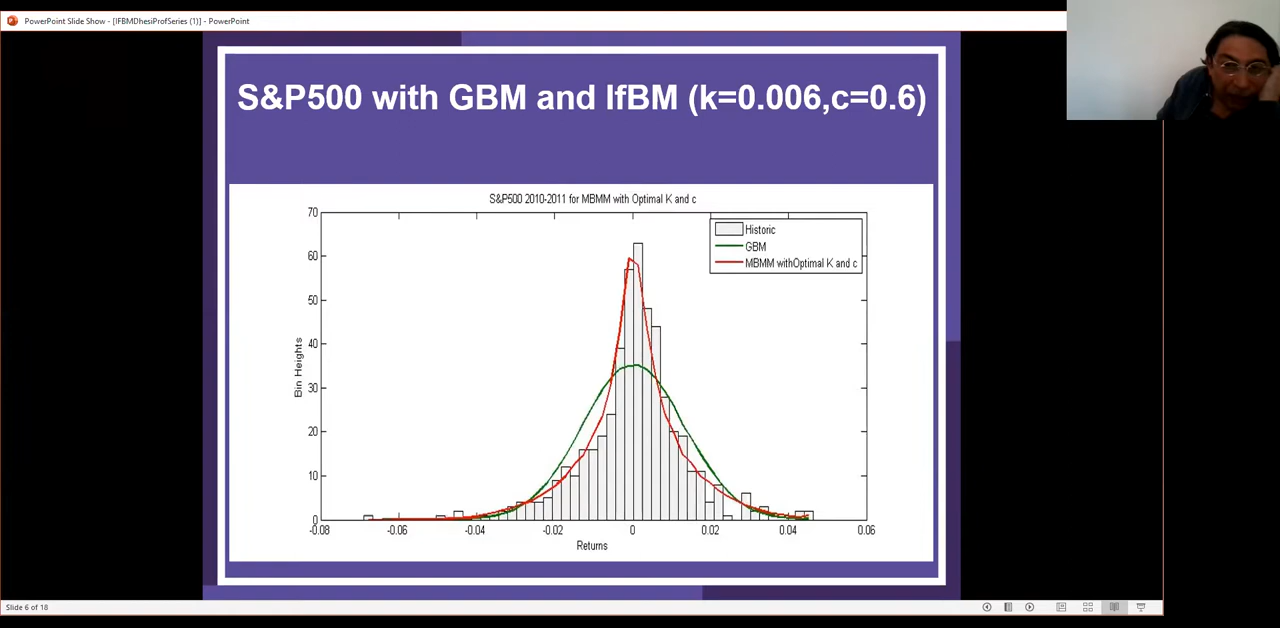 PowerPoint Slide Show - [IFBMDhesiProfSeries (1)] - PowerPoint
S&P500 with GBM and IfBM (k=0.006,c=0.6)
S&P500 2010-2011 for MBMM with Optimal K and c
Historic
GBM
MBMM withOptimal K and c
70
60
50
40
30
20
10
0
Bin Heights
-0.08
-0.06
-0.04
-0.02
0
0.02
0.04
0.06
Returns
Slide 6 of 18